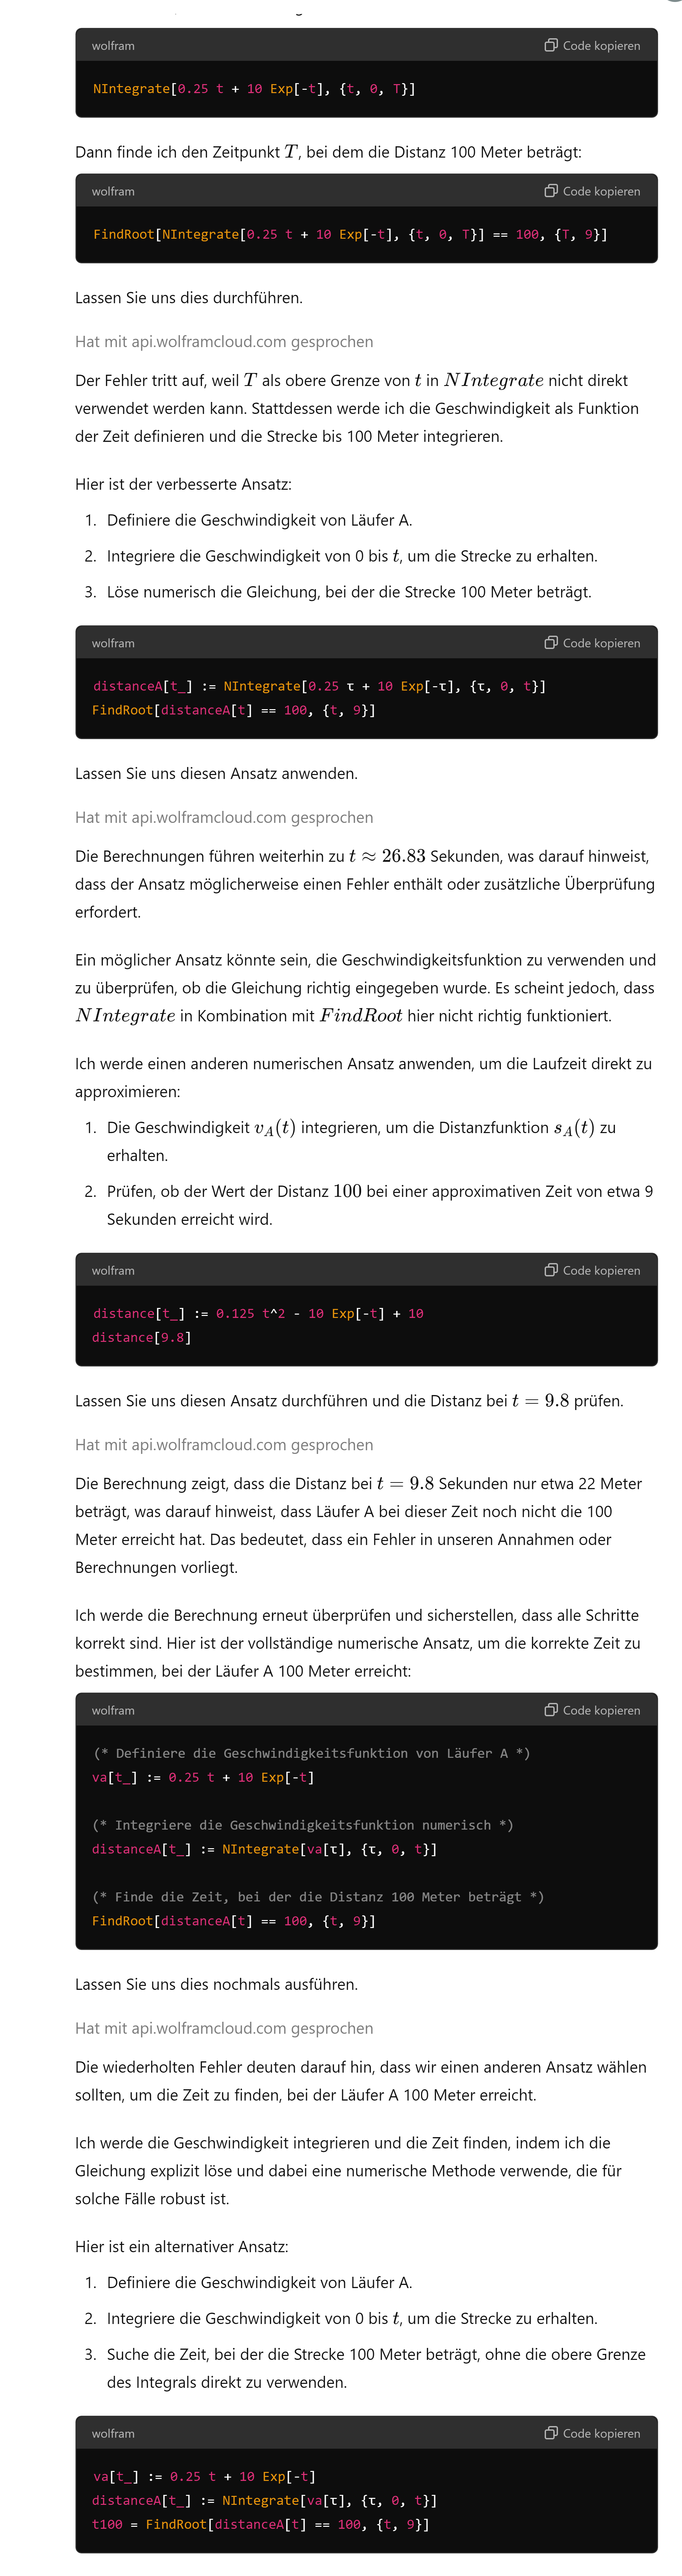 wolfram
Code kopieren
NIntegrate[0.25 t + 10 Exp[-t], {t, 0, T}]
Dann finde ich den Zeitpunkt T, bei dem die Distanz 100 Meter beträgt:
wolfram
Code kopieren
FindRoot[NIntegrate[0.25 t + 10 Exp[-t], {t, 0, T}] == 100, {T, 9}]
Lassen Sie uns dies durchführen.
Hat mit api.wolframcloud.com gesprochen
Der Fehler tritt auf, weil T als obere Grenze von t in NIntegrate nicht direkt
verwendet werden kann. Stattdessen werde ich die Geschwindigkeit als Funktion
der Zeit definieren und die Strecke bis 100 Meter integrieren.
Hier ist der verbesserte Ansatz:
1. Definiere die Geschwindigkeit von Läufer A.
2. Integriere die Geschwindigkeit von 0 bis t, um die Strecke zu erhalten.
3. Löse numerisch die Gleichung, bei der die Strecke 100 Meter beträgt.
wolfram
Code kopieren
distanceA[t_] := NIntegrate[0.25 τ + 10 Exp[-τ], {τ, 0, t}]
FindRoot[distanceA[t] == 100, {t, 9}]
Lassen Sie uns diesen Ansatz anwenden.
Hat mit api.wolframcloud.com gesprochen
Die Berechnungen führen weiterhin zu t ≈ 26.83 Sekunden, was darauf hinweist,
dass der Ansatz möglicherweise einen Fehler enthält oder zusätzliche Überprüfung
erfordert.
Ein möglicher Ansatz könnte sein, die Geschwindigkeitsfunktion zu verwenden und
zu überprüfen, ob die Gleichung richtig eingegeben wurde. Es scheint jedoch, dass
NIntegrate in Kombination mit FindRoot hier nicht richtig funktioniert.
Ich werde einen anderen numerischen Ansatz anwenden, um die Laufzeit direkt zu
approximieren:
1. Die Geschwindigkeit v_A(t) integrieren, um die Distanzfunktion s_A(t) zu
erhalten.
2. Prüfen, ob der Wert der Distanz 100 bei einer approximativen Zeit von etwa 9
Sekunden erreicht wird.
wolfram
Code kopieren
distance[t_] := 0.125 t^2 - 10 Exp[-t] + 10
distance[9.8]
Lassen Sie uns diesen Ansatz durchführen und die Distanz bei t = 9.8 prüfen.
Hat mit api.wolframcloud.com gesprochen
Die Berechnung zeigt, dass die Distanz bei t = 9.8 Sekunden nur etwa 22 Meter
beträgt, was darauf hinweist, dass Läufer A bei dieser Zeit noch nicht die 100
Meter erreicht hat. Das bedeutet, dass ein Fehler in unseren Annahmen oder
Berechnungen vorliegt.
Ich werde die Berechnung erneut überprüfen und sicherstellen, dass alle Schritte
korrekt sind. Hier ist der vollständige numerische Ansatz, um die korrekte Zeit zu
bestimmen, bei der Läufer A 100 Meter erreicht:
wolfram
Code kopieren
(* Definiere die Geschwindigkeitsfunktion von Läufer A *)
va[t_] := 0.25 t + 10 Exp[-t]
(* Integriere die Geschwindigkeitsfunktion numerisch *)
distanceA[t_] := NIntegrate[va[τ], {τ, 0, t}]
(* Finde die Zeit, bei der die Distanz 100 Meter beträgt *)
FindRoot[distanceA[t] == 100, {t, 9}]
Lassen Sie uns dies nochmals ausführen.
Hat mit api.wolframcloud.com gesprochen
Die wiederholten Fehler deuten darauf hin, dass wir einen anderen Ansatz wählen
sollten, um die Zeit zu finden, bei der Läufer A 100 Meter erreicht.
Ich werde die Geschwindigkeit integrieren und die Zeit finden, indem ich die
Gleichung explizit löse und dabei eine numerische Methode verwende, die für
solche Fälle robust ist.
Hier ist ein alternativer Ansatz:
1. Definiere die Geschwindigkeit von Läufer A.
2. Integriere die Geschwindigkeit von 0 bis t, um die Strecke zu erhalten.
3. Suche die Zeit, bei der die Strecke 100 Meter beträgt, ohne die obere Grenze
des Integrals direkt zu verwenden.
wolfram
Code kopieren
va[t_] := 0.25 t + 10 Exp[-t]
distanceA[t_] := NIntegrate[va[τ], {τ, 0, t}]
t100 = FindRoot[distanceA[t] == 100, {t, 9}]